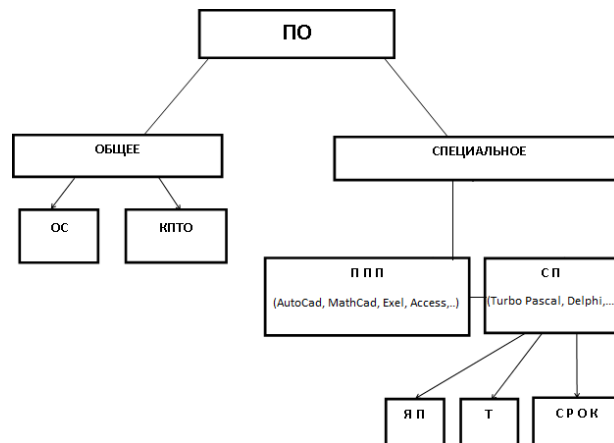 ПО
ОБЩЕЕ
СПЕЦИАЛЬНОЕ
ОС
КПТО
П П П
(AutoCad, MathCad, Exel, Access,..)
С П
(Turbo Pascal, Delphi,...
Я П
Т
С Р О К